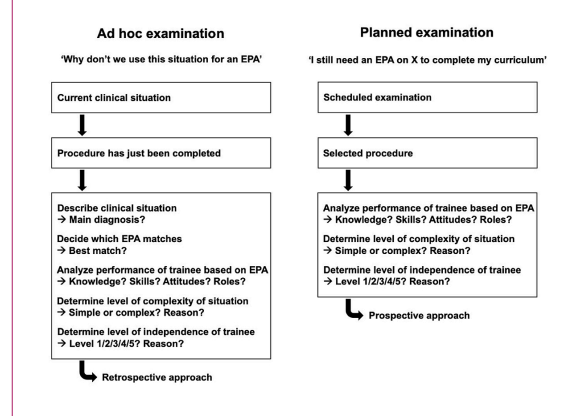 Ad hoc examination
'Why don't we use this situation for an EPA'
Current clinical situation
Procedure has just been completed
Describe clinical situation
→ Main diagnosis?
Decide which EPA matches
→ Best match?
Analyze performance of trainee based on EPA
→ Knowledge? Skills? Attitudes? Roles?
Determine level of complexity of situation
→ Simple or complex? Reason?
Determine level of independence of trainee
→ Level 1/2/3/4/5? Reason?
Retrospective approach
Planned examination
'I still need an EPA on X to complete my curriculum'
Scheduled examination
Selected procedure
Analyze performance of trainee based on EPA
→ Knowledge? Skills? Attitudes? Roles?
Determine level of complexity of situation
→ Simple or complex? Reason?
Determine level of independence of trainee
→ Level 1/2/3/4/5? Reason?
Prospective approach